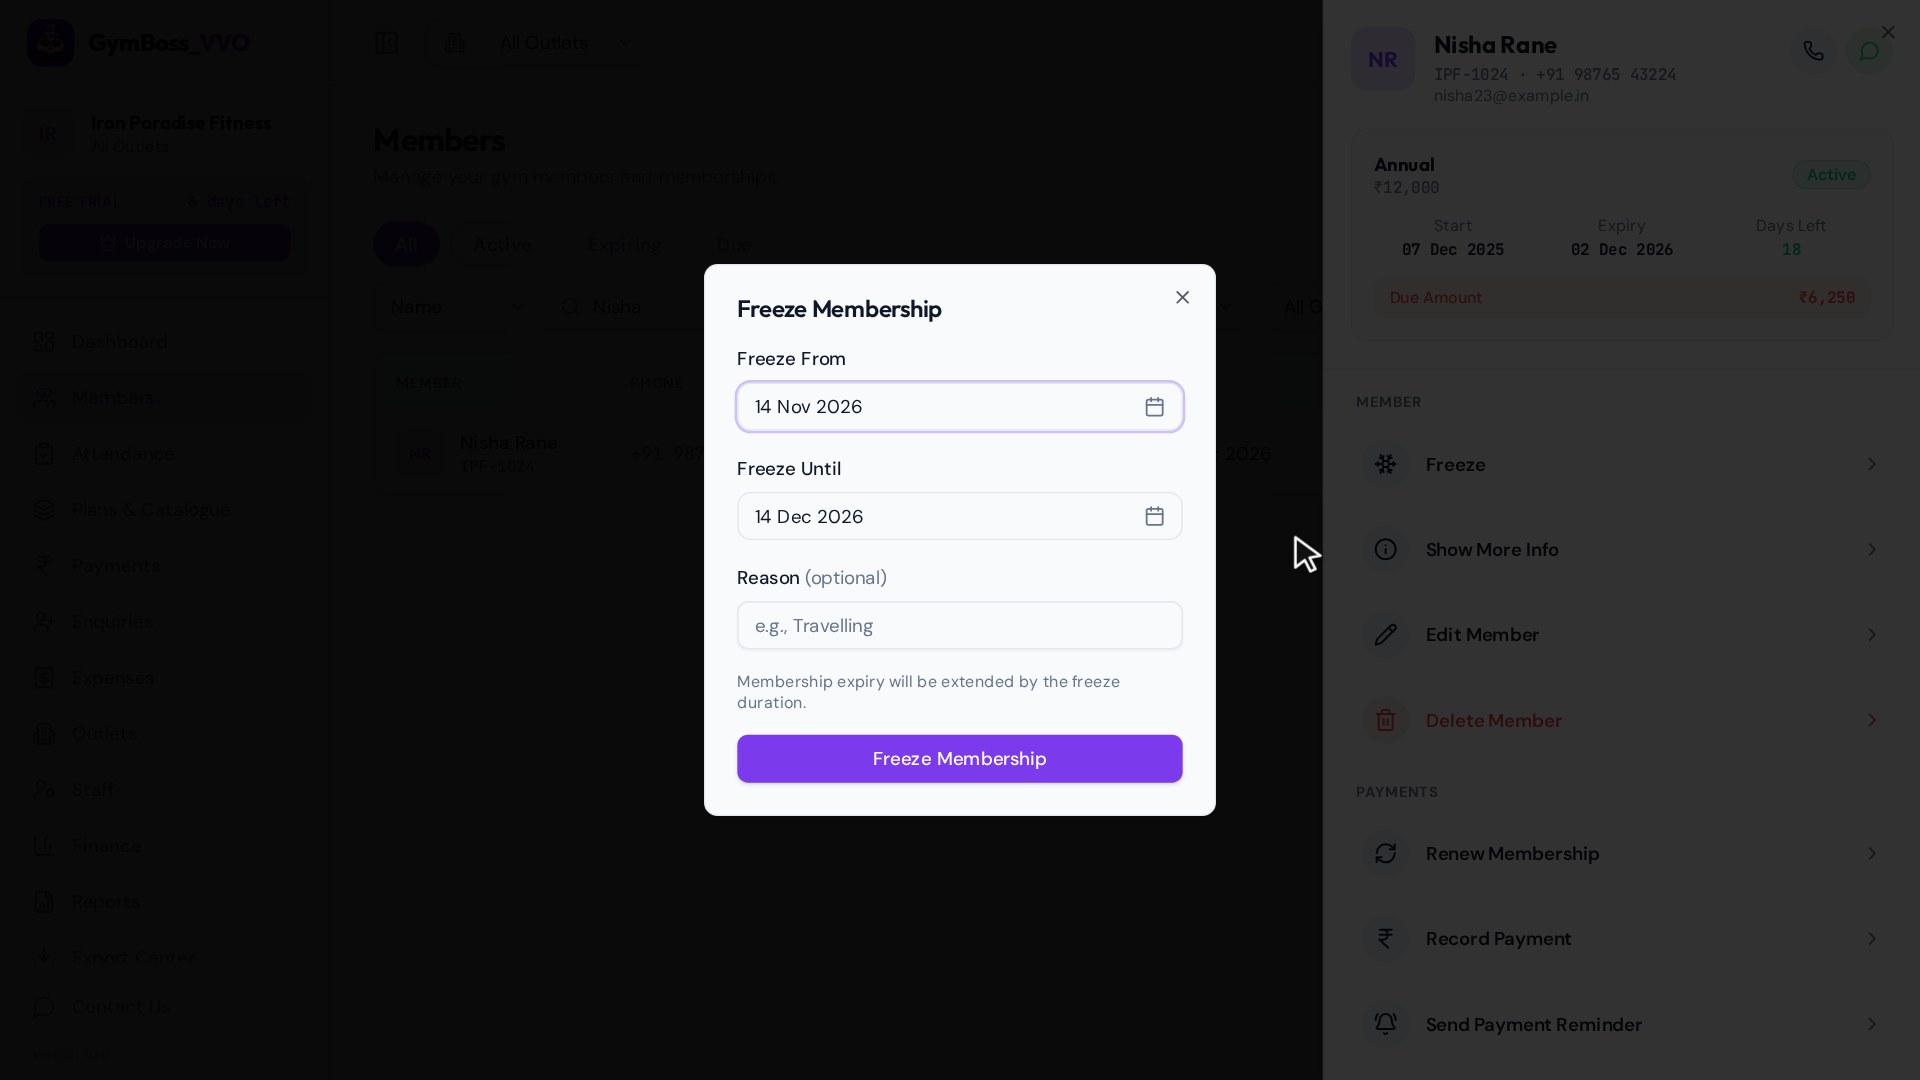 GymBoss_VVO
All Outlets
IR
Iron Paradise Fitness
All Outlets
FREE TRIAL
6 days left
Upgrade Now
Dashboard
Members
Attendance
Plans & Catalogue
Payments
Enquiries
Expenses
Outlets
Staff
Finance
Reports
Export Center
Contact Us
Members
Manage your gym members and memberships.
All
Active
Expiring
Due
Name
Nisha
All G
MEMBER
PHONE
NR
Nisha Rane
IPF-1024
+91 987
2026
Freeze Membership
Freeze From
14 Nov 2026
Freeze Until
14 Dec 2026
Reason (optional)
e.g., Travelling
Membership expiry will be extended by the freeze
duration.
Freeze Membership
NR
Nisha Rane
IPF-1024 · +91 98765 43224
nisha23@example.in
Annual
₹12,000
Active
Start
Expiry
Days Left
07 Dec 2025
02 Dec 2026
18
Due Amount
₹6,250
MEMBER
Freeze
Show More Info
Edit Member
Delete Member
PAYMENTS
Renew Membership
Record Payment
Send Payment Reminder